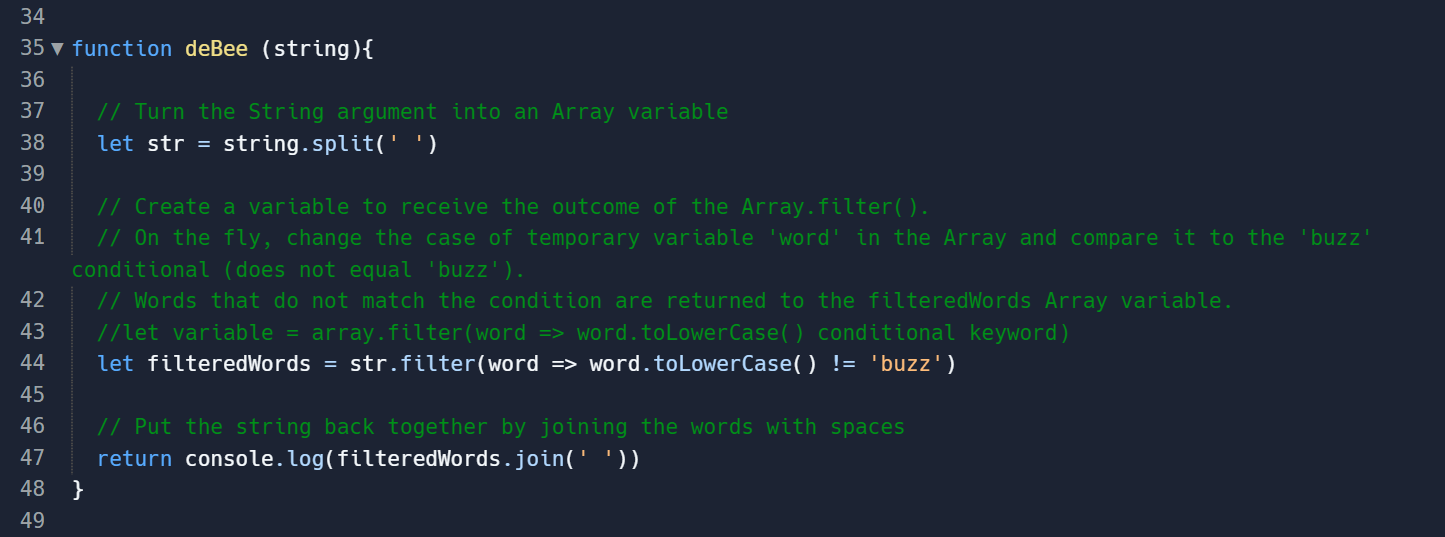 34
35 ▼ function deBee (string){
36
37 // Turn the String argument into an Array variable
38 let str = string.split(' ')
39
40 // Create a variable to receive the outcome of the Array.filter().
41 // On the fly, change the case of temporary variable 'word' in the Array and compare it to the 'buzz'
conditional (does not equal 'buzz').
42 // Words that do not match the condition are returned to the filteredWords Array variable.
43 //let variable = array.filter(word => word.toLowerCase() conditional keyword)
44 let filteredWords = str.filter(word => word.toLowerCase() != 'buzz')
45
46 // Put the string back together by joining the words with spaces
47 return console.log(filteredWords.join(' '))
48 }
49